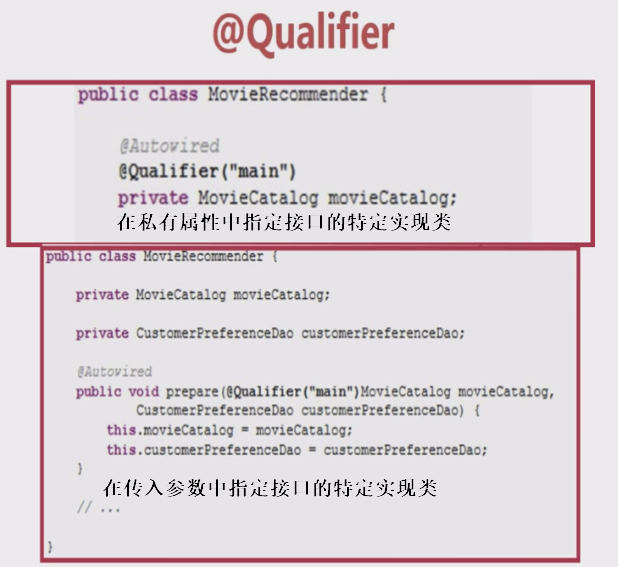 @Qualifier
public class MovieRecommender {
@Autowired
@Qualifier("main")
private MovieCatalog movieCatalog;
在私有属性中指定接口的特定实现类
public class MovieRecommender {
private MovieCatalog movieCatalog;
private CustomerPreferenceDao customerPreferenceDao;
@Autowired
public void prepare(@Qualifier("main")MovieCatalog movieCatalog,
CustomerPreferenceDao customerPreferenceDao) {
this.movieCatalog = movieCatalog;
this.customerPreferenceDao = customerPreferenceDao;
}
在传入参数中指定接口的特定实现类
// ...
}